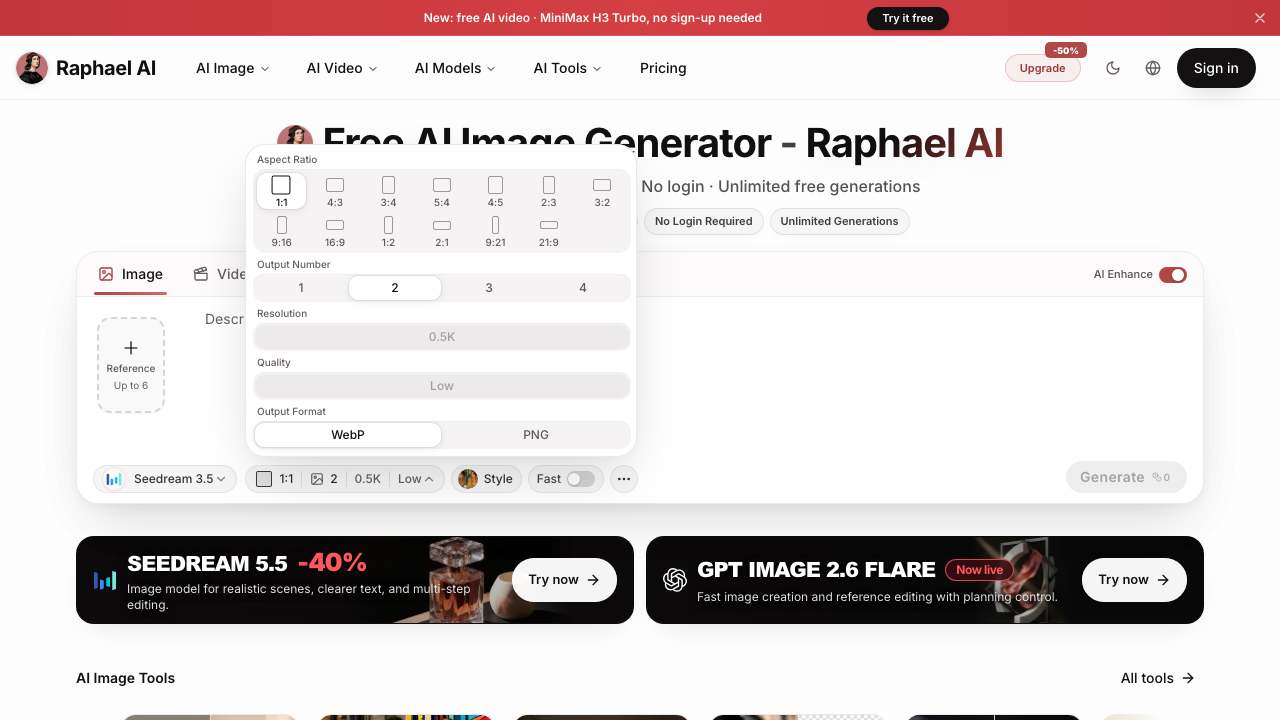 New: free AI video · MiniMax H3 Turbo, no sign-up needed
Try it free
Raphael AI
AI Image
AI Video
AI Models
AI Tools
Pricing
-50%
Upgrade
Sign in
Free AI Image Generator - Raphael AI
No login · Unlimited free generations
No Login Required
Unlimited Generations
Aspect Ratio
1:1
4:3
3:4
5:4
4:5
2:3
3:2
9:16
16:9
1:2
2:1
9:21
21:9
Output Number
1
2
3
4
Resolution
0.5K
Quality
Low
Output Format
WebP
PNG
Image
Vide
AI Enhance
Reference
Up to 6
Descr
Seedream 3.5
1:1
2
0.5K
Low
Style
Fast
Generate
0
SEEDREAM 5.5 -40%
Image model for realistic scenes, clearer text, and multi-step
editing.
Try now
GPT IMAGE 2.6 FLARE
Now live
Fast image creation and reference editing with planning control.
Try now
AI Image Tools
All tools